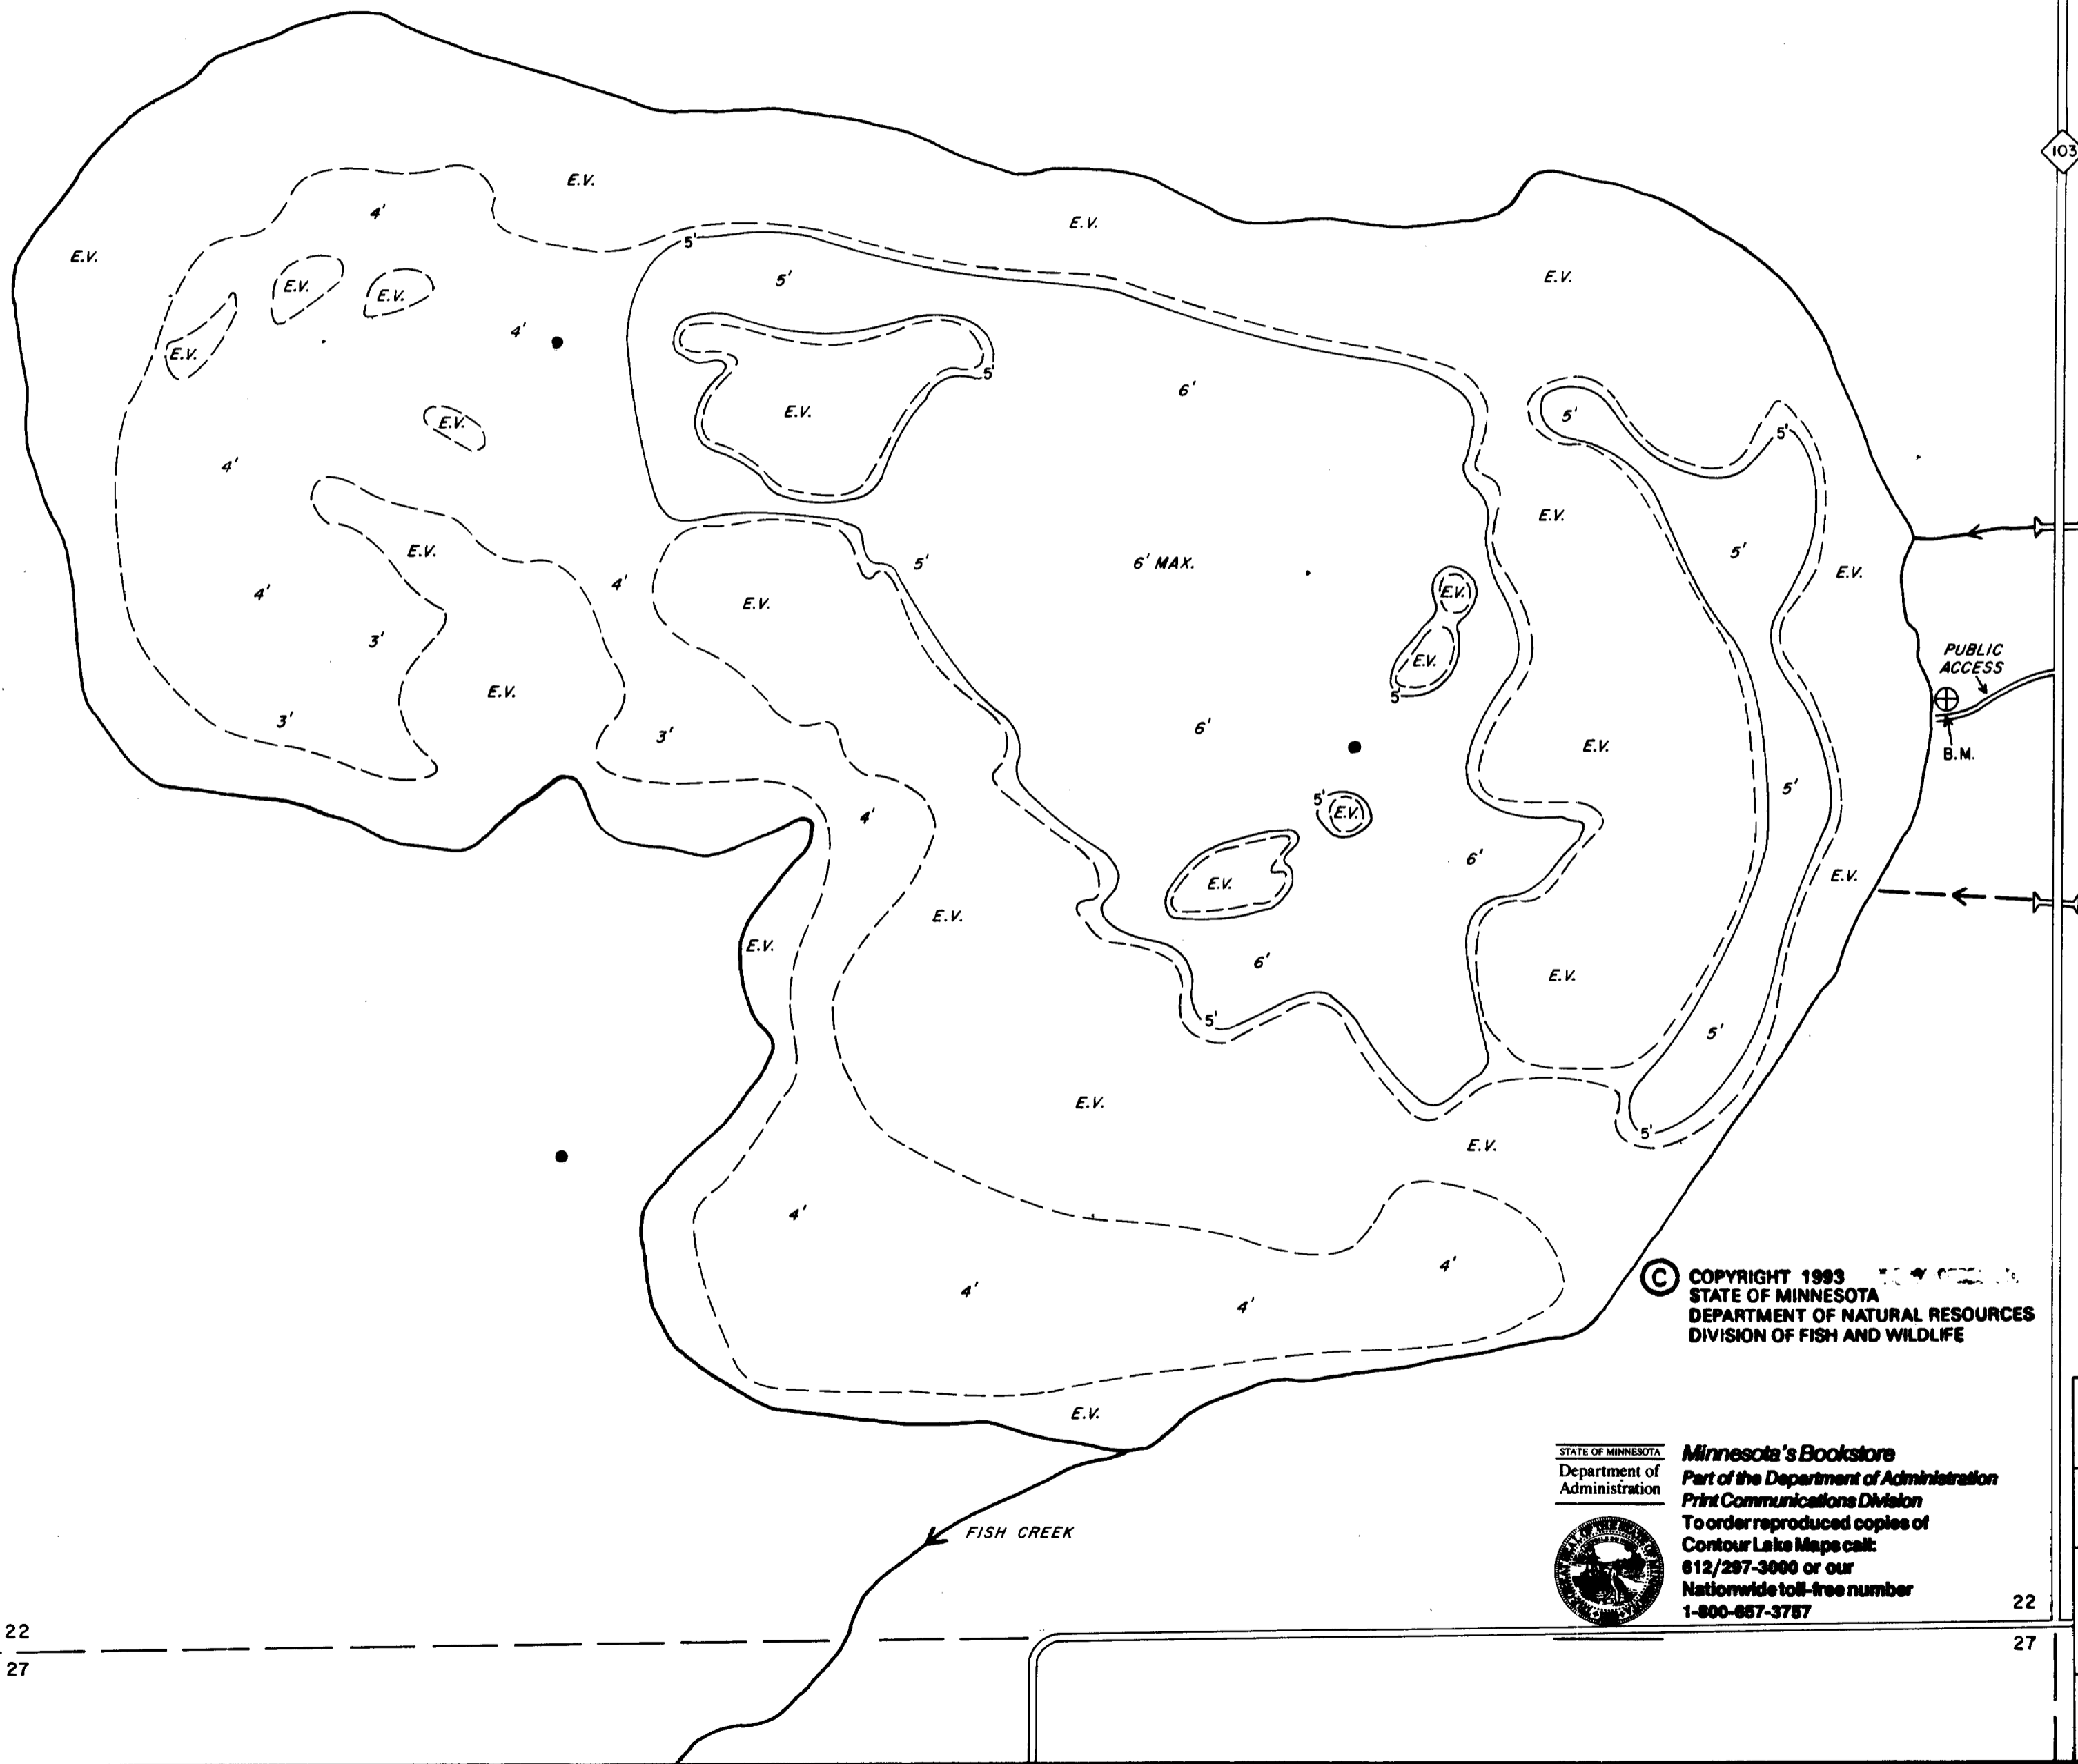 103
E.V.
4'
E.V.
E.V.
5'
E.V.
5'
E.V.
E.V.
E.V.
4'
E.V.
5'
6'
E.V.
5'
5'
E.V.
4'
E.V.
E.V.
5'
6' MAX.
5'
E.V.
4'
4'
E.V.
E.V.
3'
PUBLIC
ACCESS
E.V.
5'
E.V.
3'
6'
3'
E.V.
B.M.
5'
5'
E.V.
4'
6'
E.V.
E.V.
E.V.
E.V.
6'
E.V.
5'
5'
E.V.
5'
E.V.
4'
4'
4'
4'
© COPYRIGHT 1993
STATE OF MINNESOTA
DEPARTMENT OF NATURAL RESOURCES
DIVISION OF FISH AND WILDLIFE
E.V.
STATE OF MINNESOTA
Department of
Administration
Minnesota's Bookstore
Part of the Department of Administration
Print Communications Division
To order reproduced copies of
Contour Lake Maps call:
612/297-3000 or our
Nationwide toll-free number
1-800-657-3757
FISH CREEK
22
22
27
27